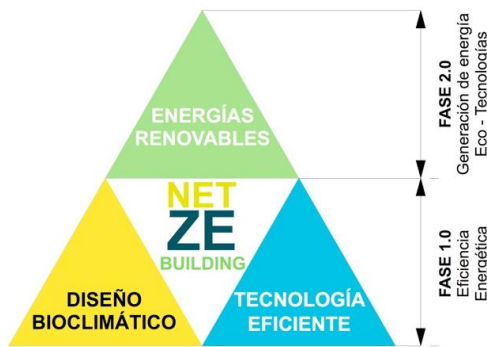 ENERGÍAS
RENOVABLES
NET
ZE
BUILDING
DISEÑO
BIOCLIMÁTICO
TECNOLOGÍA
EFICIENTE
FASE 2.0
Generación de energía
Eco - Tecnologías
FASE 1.0
Eficiencia
Energética